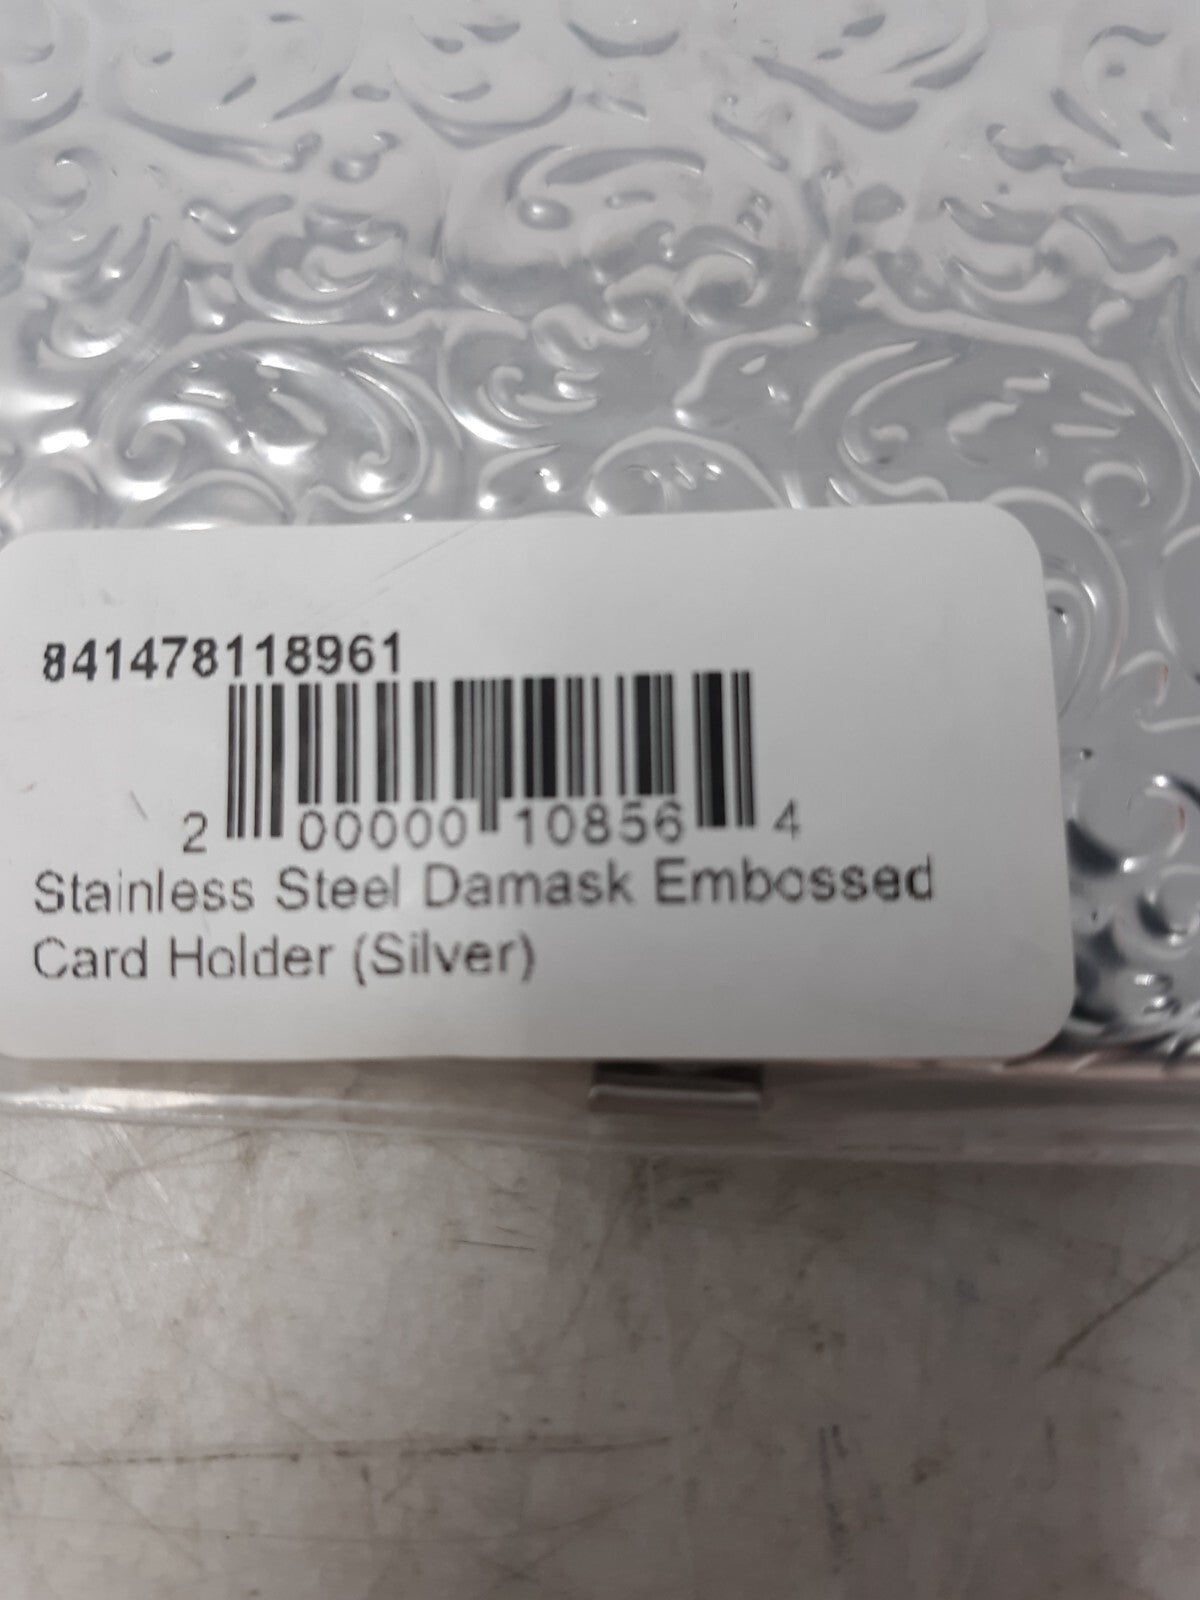 841478118961
2 00000 10856 4
Stainless Steel Damask Embossed
Card Holder (Silver)